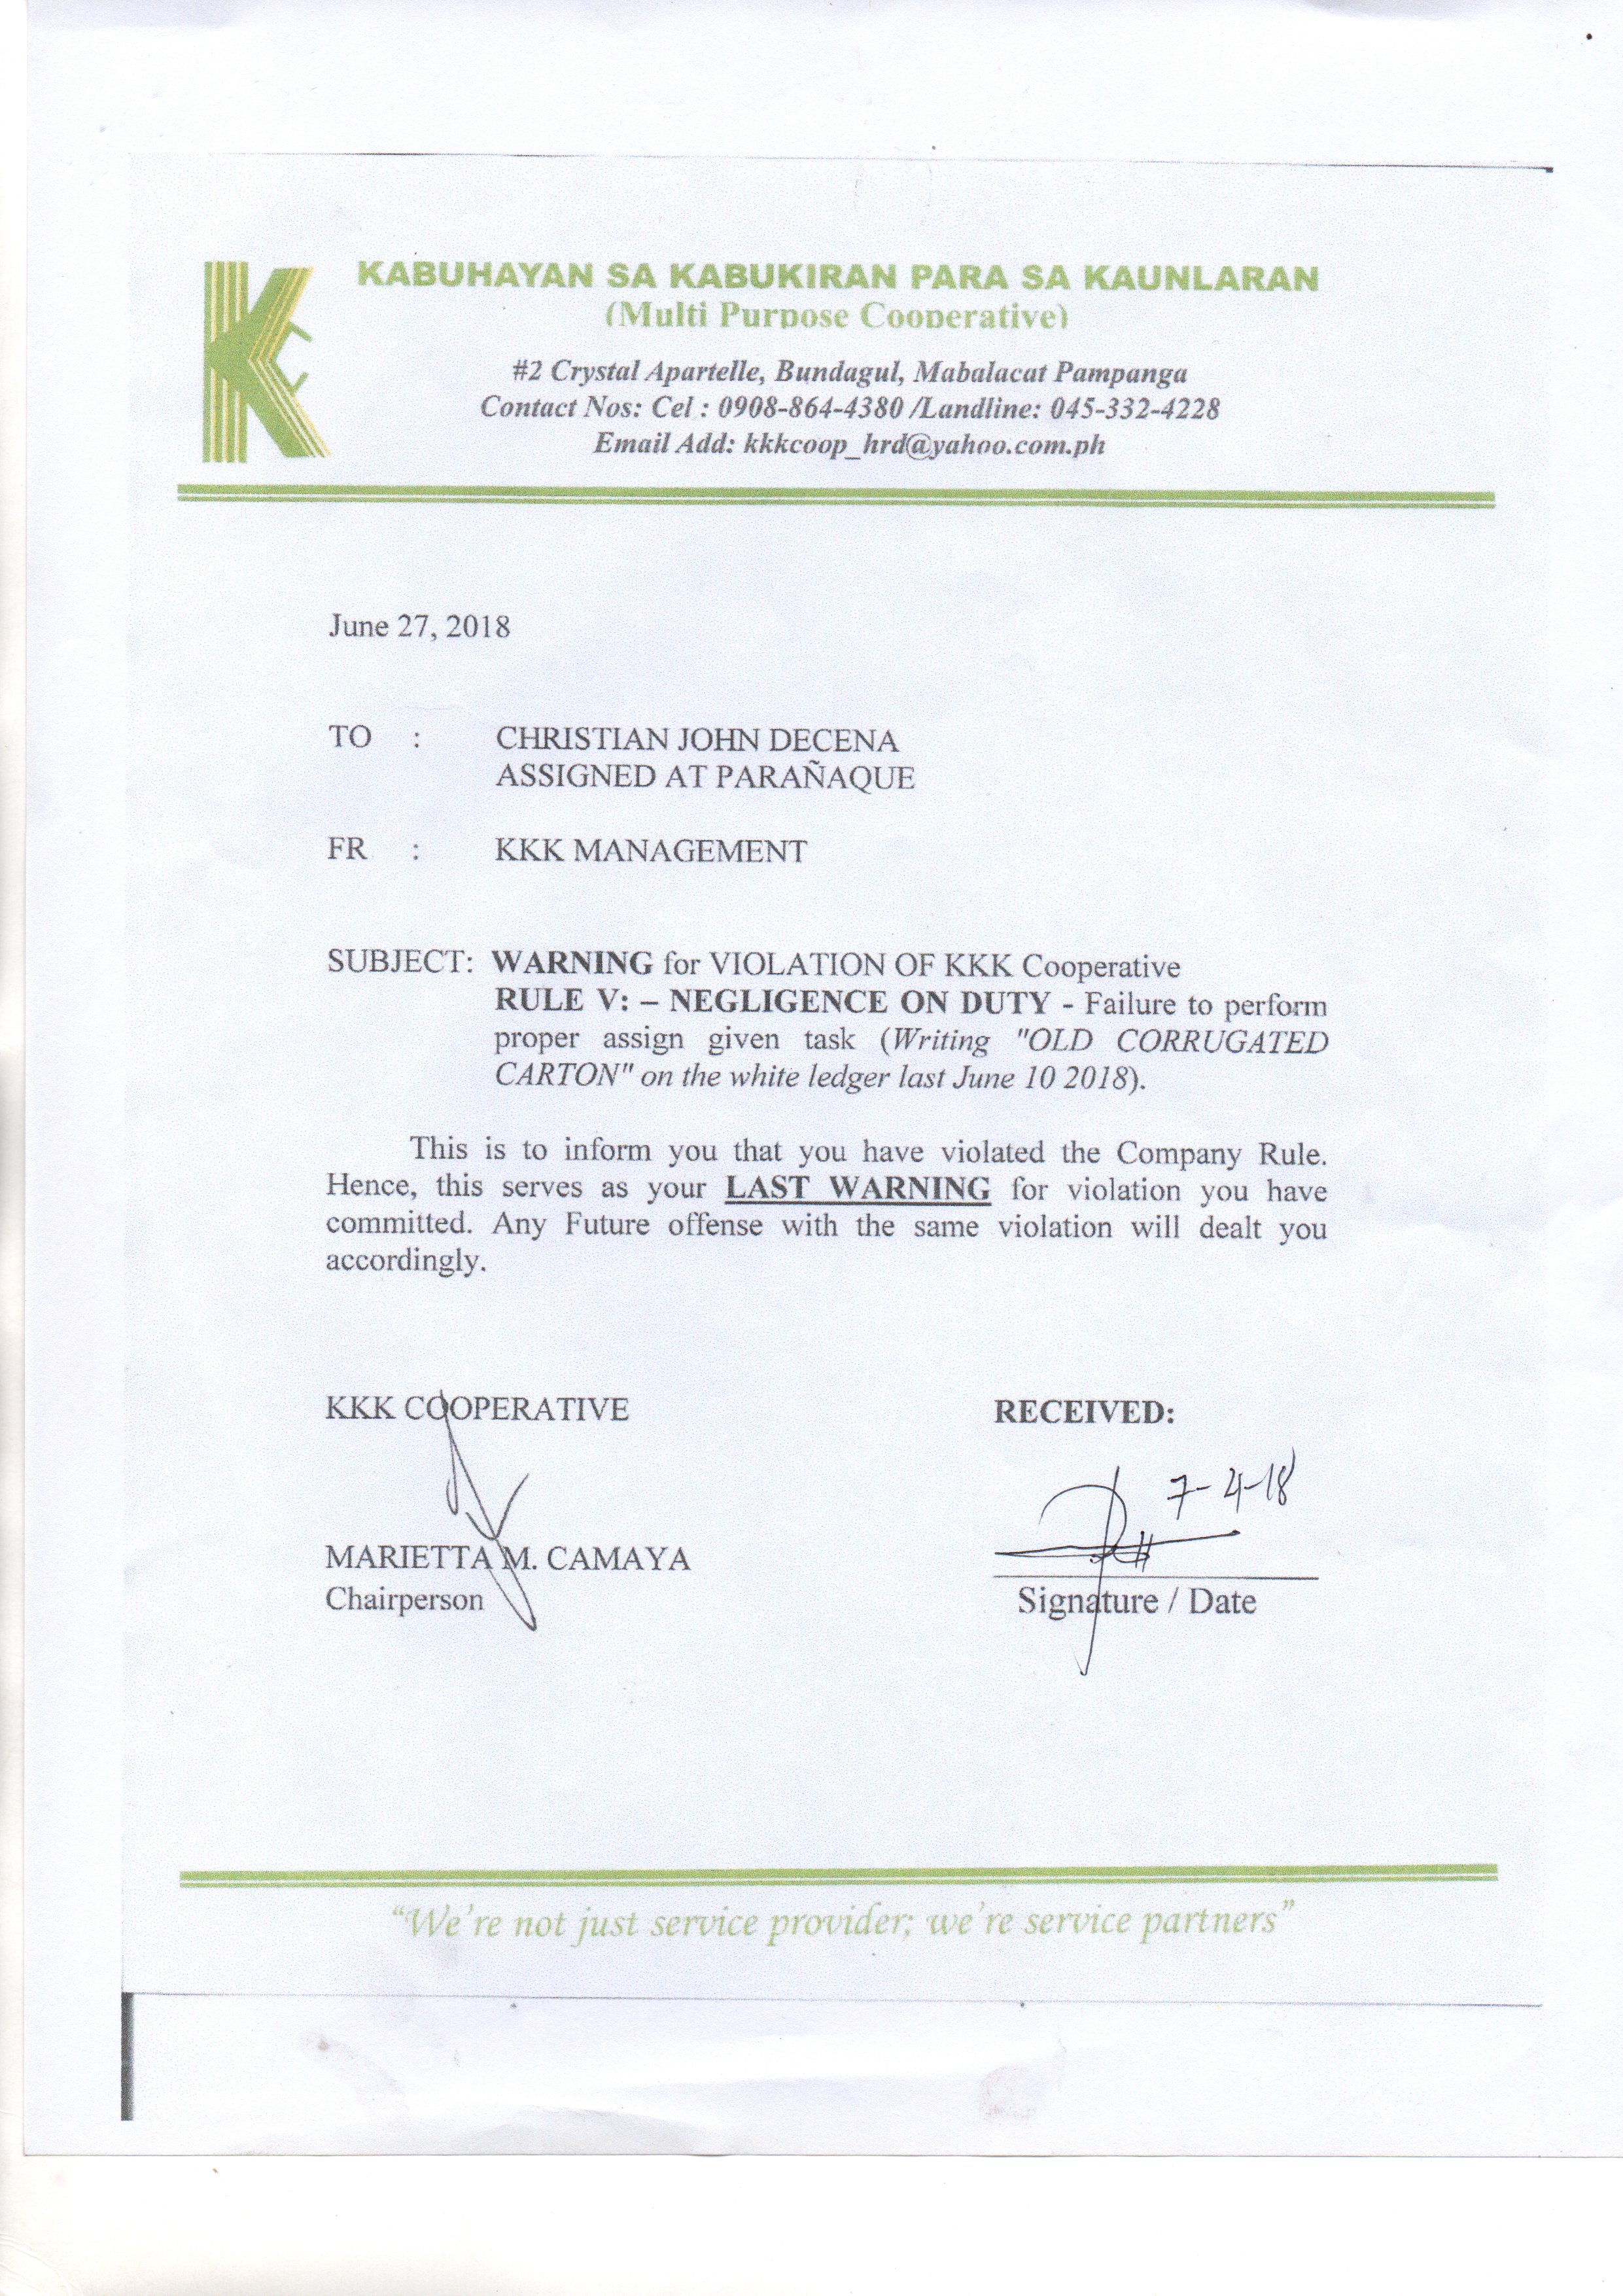 KABUHAYAN SA KABUKIRAN PARA SA KAUNLARAN
(Multi Purpose Cooperative)
#2 Crystal Apartelle, Bundagul, Mabalacat Pampanga
Contact Nos: Cel : 0908-864-4380 /Landline: 045-332-4228
Email Add: kkkcoop_hrd@yahoo.com.ph
June 27, 2018
TO : CHRISTIAN JOHN DECENA
ASSIGNED AT PARAÑAQUE
FR : KKK MANAGEMENT
SUBJECT: WARNING for VIOLATION OF KKK Cooperative
RULE V: – NEGLIGENCE ON DUTY - Failure to perform
proper assign given task (Writing "OLD CORRUGATED
CARTON" on the white ledger last June 10 2018).
This is to inform you that you have violated the Company Rule.
Hence, this serves as your LAST WARNING for violation you have
committed. Any Future offense with the same violation will dealt you
accordingly.
KKK COOPERATIVE
RECEIVED:
7-4-18
MARIETTA M. CAMAYA
Chairperson
Signature / Date
“We’re not just service provider; we’re service partners”